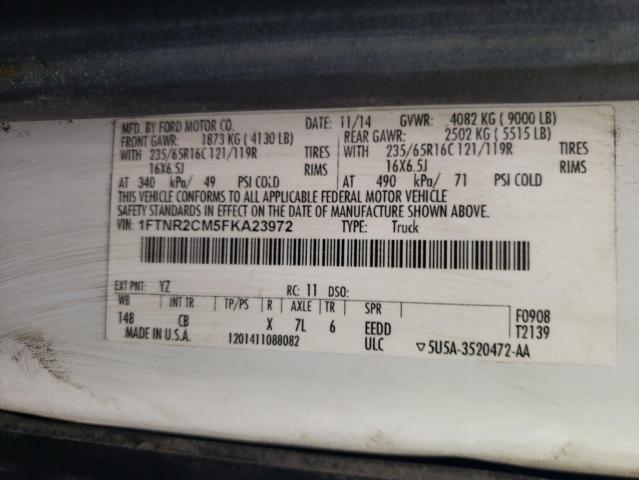 MFD. BY FORD MOTOR CO. DATE: 11/14 GVWR: 4082 KG ( 9000 LB)
FRONT GAWR: 1873 KG ( 4130 LB) REAR GAWR: 2502 KG ( 5515 LB)
WITH 235/65R16C 121/119R TIRES WITH 235/65R16C 121/119R TIRES
16X6.5J RIMS 16X6.5J RIMS
AT 340 kPa/ 49 PSI COLD AT 490 kPa/ 71 PSI COLD
THIS VEHICLE CONFORMS TO ALL APPLICABLE FEDERAL MOTOR VEHICLE
SAFETY STANDARDS IN EFFECT ON THE DATE OF MANUFACTURE SHOWN ABOVE.
VIN: 1FTNR2CM5FKA23972 TYPE: Truck
EXT PNT: YZ RC: 11 DSO:
WB INT TR TP/PS R AXLE TR SPR F0908
148 CB X 7L 6 EEDD T2139
MADE IN U.S.A. 1201411088082 ULC ▽5U5A-3520472-AA